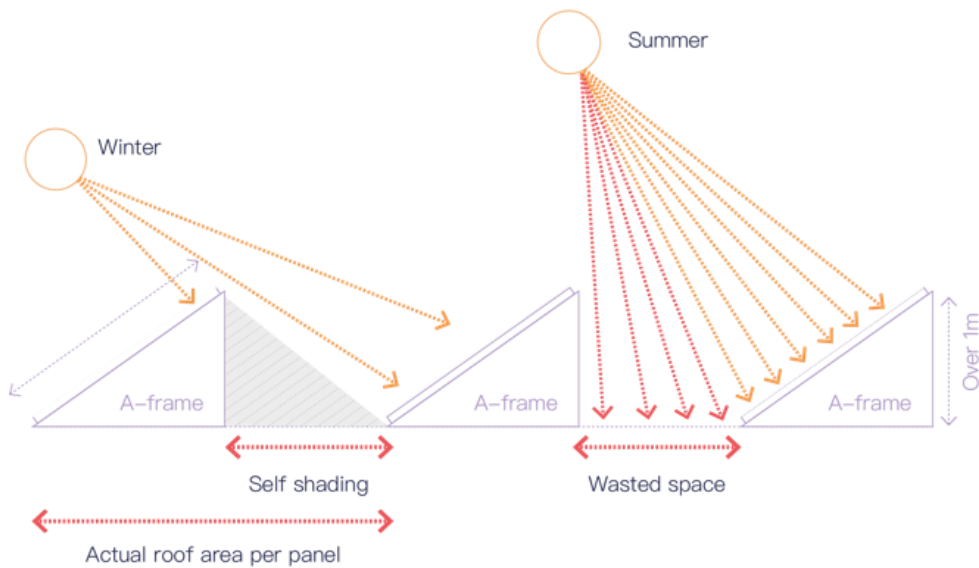 Summer
Winter
A-frame
A-frame
A-frame
Over 1m
Self shading
Wasted space
Actual roof area per panel